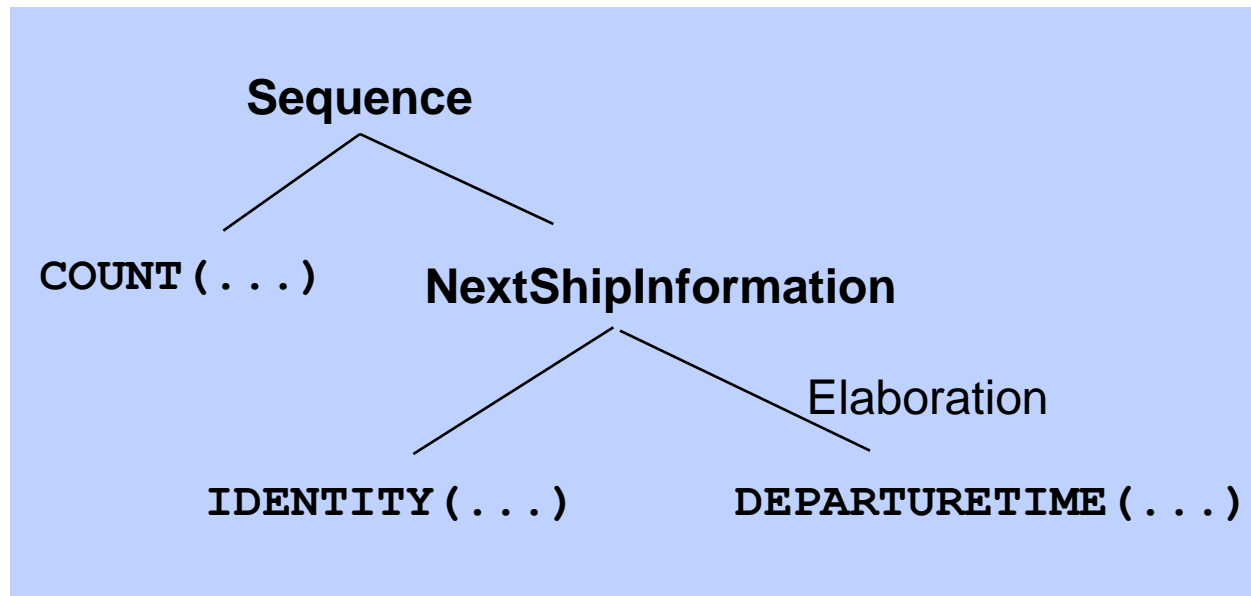 Sequence
COUNT(...)
NextShipInformation
Elaboration
IDENTITY(...)
DEPARTURETIME(...)